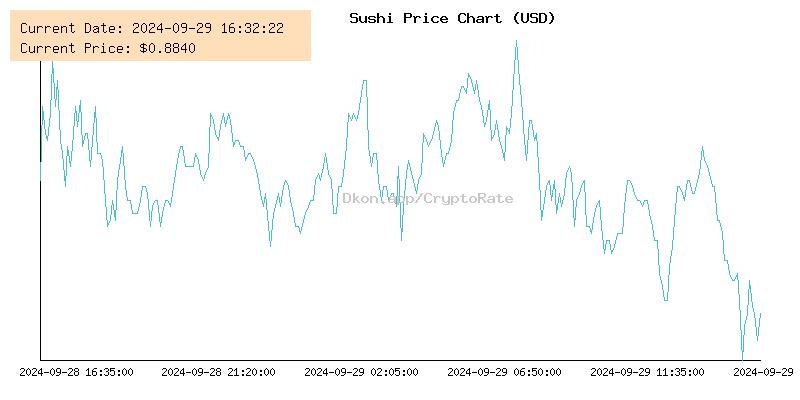 Sushi Price Chart (USD)
Current Date: 2024-09-29 16:32:22
Current Price: $0.8840
Dkonlapp/CryptoRate
2024-09-28 16:35:00
2024-09-28 21:20:00
2024-09-29 02:05:00
2024-09-29 06:50:00
2024-09-29 11:35:00
2024-09-29